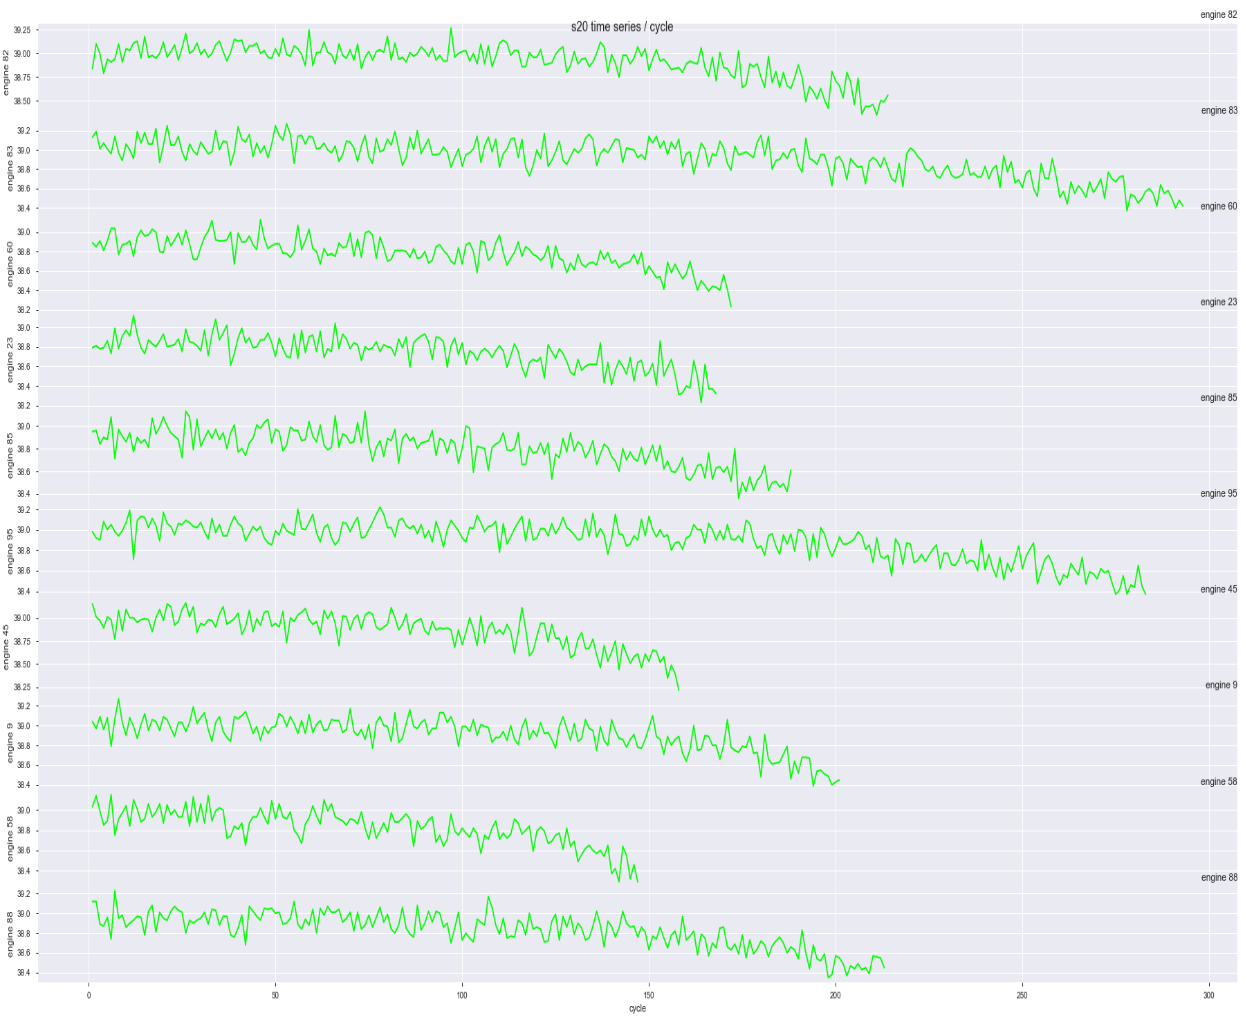 engine 82
s20 time series / cycle
39.25
39.00
38.75
38.50
engine 82
engine 83
39.2
39.0
38.8
38.6
38.4
engine 83
engine 60
39.0
38.8
38.6
38.4
38.2
engine 60
engine 23
39.0
38.8
38.6
38.4
38.2
engine 23
engine 85
39.0
38.8
38.6
38.4
engine 85
engine 95
39.2
39.0
38.8
38.6
38.4
engine 95
engine 45
39.00
38.75
38.50
38.25
engine 45
engine 9
39.2
39.0
38.8
38.6
38.4
engine 9
engine 58
39.0
38.8
38.6
38.4
engine 58
engine 88
39.2
39.0
38.8
38.6
38.4
engine 88
0 50 100 150 200 250 300
cycle